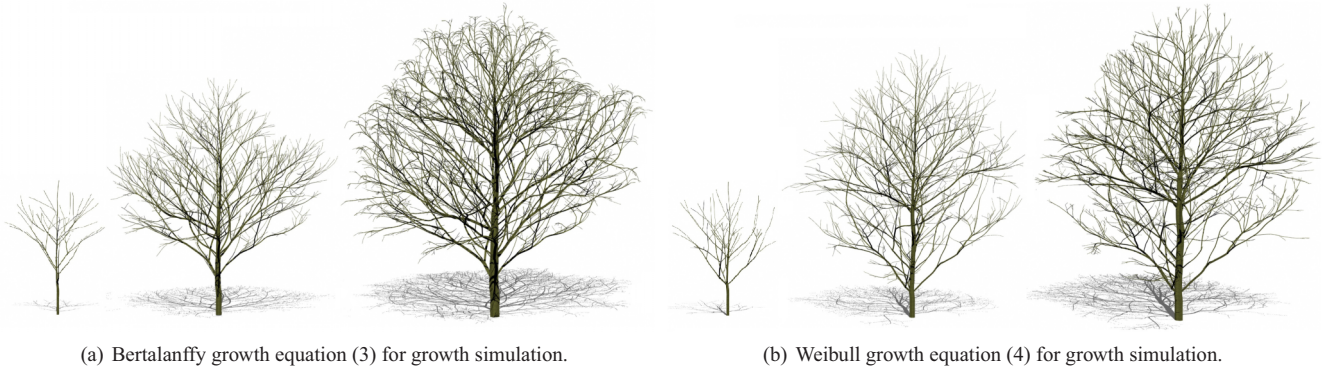 (a) Bertalanffy growth equation (3) for growth simulation.
(b) Weibull growth equation (4) for growth simulation.